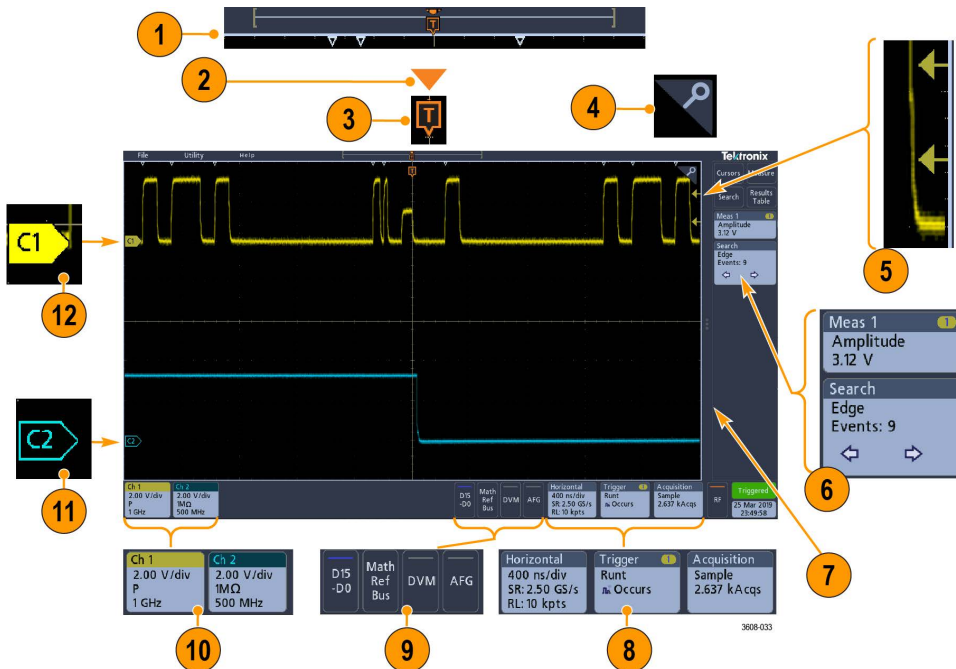 1
T
2
3
T
4
5
File Utility Help
T
Tektronix
Cursors Measure
Search Results Table
Meas 1 1
Amplitude
3.12 V
Search
Edge
Events: 9
C1
C1
12
Meas 1 1
Amplitude
3.12 V
Search
Edge
Events: 9
6
C2
C2
11
Ch 1
2.00 V/div
P
1 GHz
Ch 2
2.00 V/div
1MΩ
500 MHz
D15
-D0
Math
Ref
Bus
DVM
AFG
Horizontal
400 ns/div
SR: 2.50 GS/s
RL: 10 kpts
Trigger 1
Runt
Occurs
Acquisition
Sample
2.637 kAcqs
RF
Triggered
25 Mar 2019
23:49:58
7
Ch 1
2.00 V/div
P
1 GHz
Ch 2
2.00 V/div
1MΩ
500 MHz
10
D15
-D0
Math
Ref
Bus
DVM
AFG
9
Horizontal
400 ns/div
SR: 2.50 GS/s
RL: 10 kpts
Trigger 1
Runt
Occurs
Acquisition
Sample
2.637 kAcqs
8
3608-033